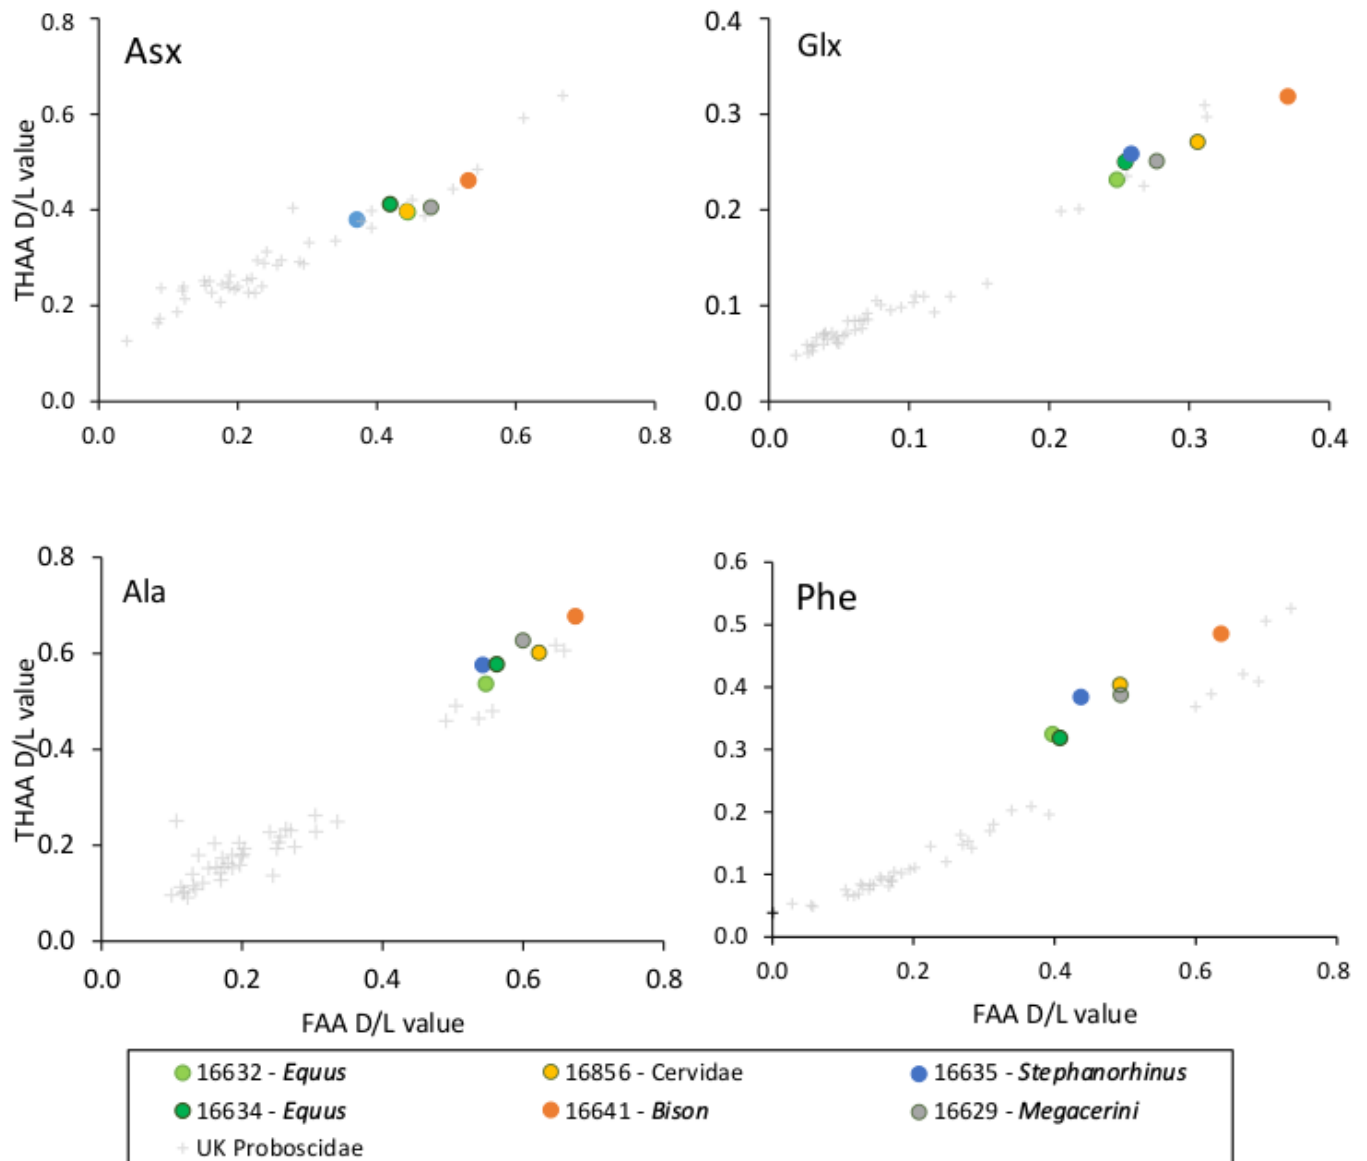 Asx
THAA D/L value
0.8
0.6
0.4
0.2
0.0
0.0 0.2 0.4 0.6 0.8
Glx
0.4
0.3
0.2
0.1
0.0
0.0 0.1 0.2 0.3 0.4
Ala
THAA D/L value
0.8
0.6
0.4
0.2
0.0
0.0 0.2 0.4 0.6 0.8
FAA D/L value
Phe
0.6
0.5
0.4
0.3
0.2
0.1
0.0
0.0 0.2 0.4 0.6 0.8
FAA D/L value
16632 - Equus 16856 - Cervidae 16635 - Stephanorhinus
16634 - Equus 16641 - Bison 16629 - Megacerini
UK Proboscidae